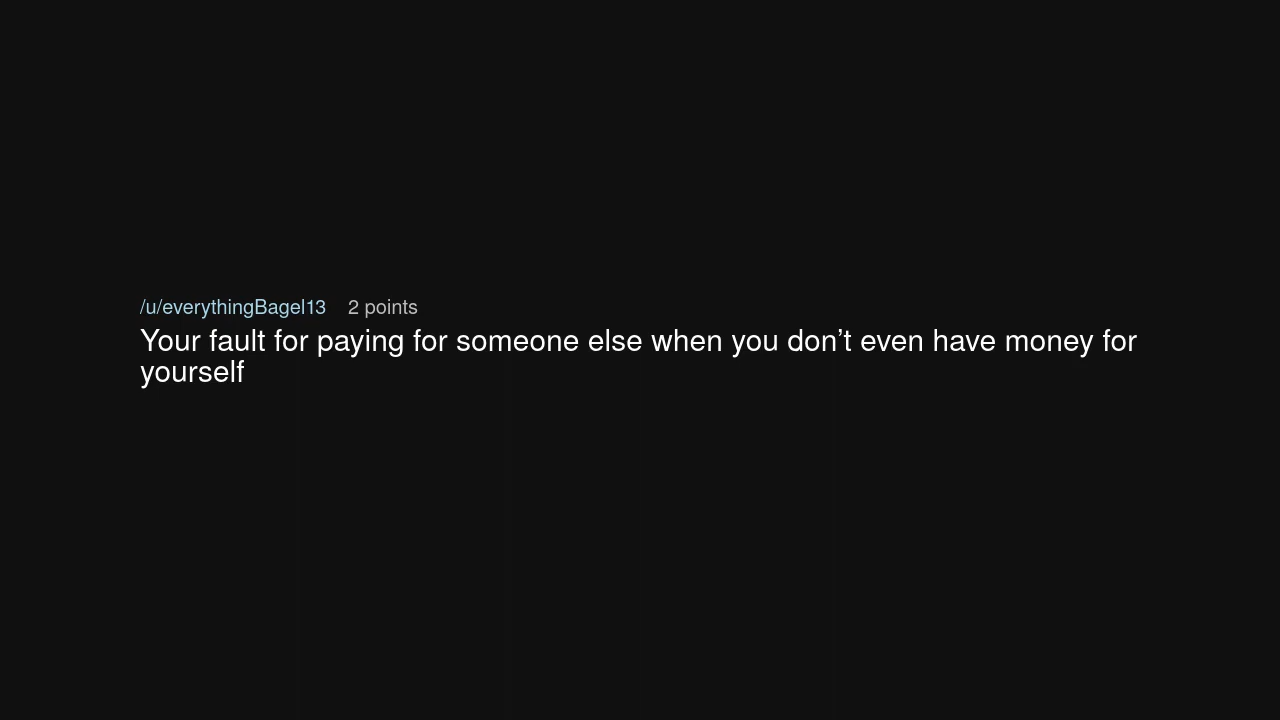 /u/everythingBagel13 2 points
Your fault for paying for someone else when you don’t even have money for
yourself